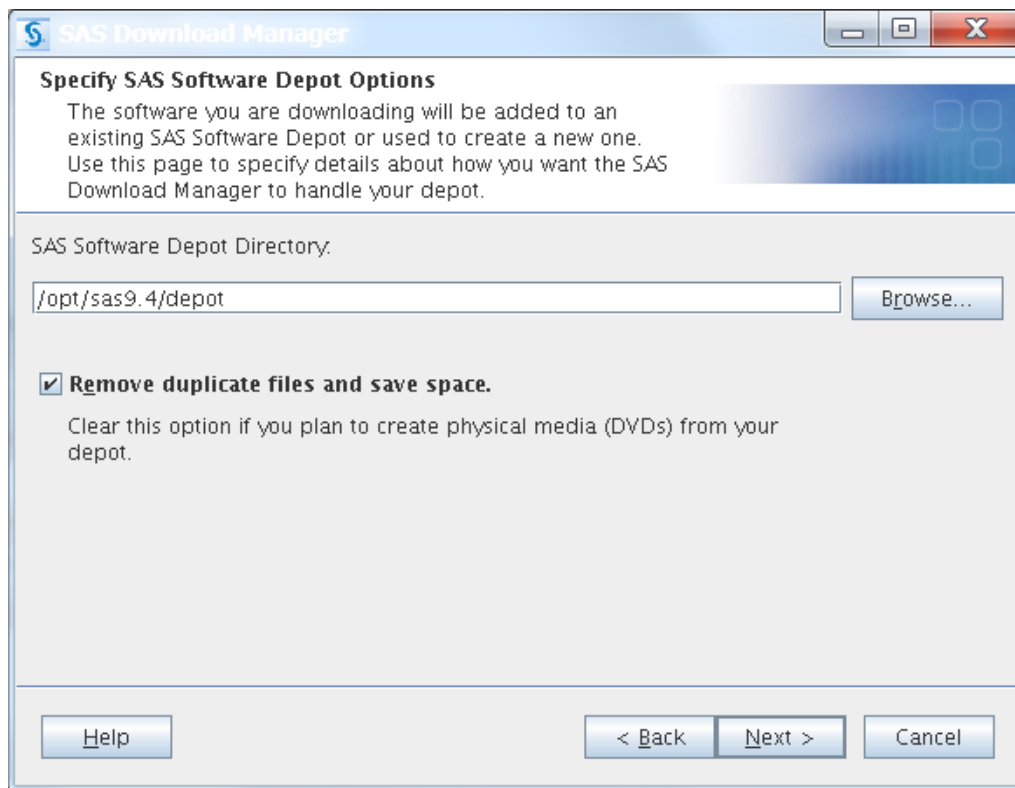 SAS Download Manager
Specify SAS Software Depot Options
The software you are downloading will be added to an
existing SAS Software Depot or used to create a new one.
Use this page to specify details about how you want the SAS
Download Manager to handle your depot.
SAS Software Depot Directory:
/opt/sas9.4/depot
Browse...
Remove duplicate files and save space.
Clear this option if you plan to create physical media (DVDs) from your
depot.
Help
< Back
Next >
Cancel